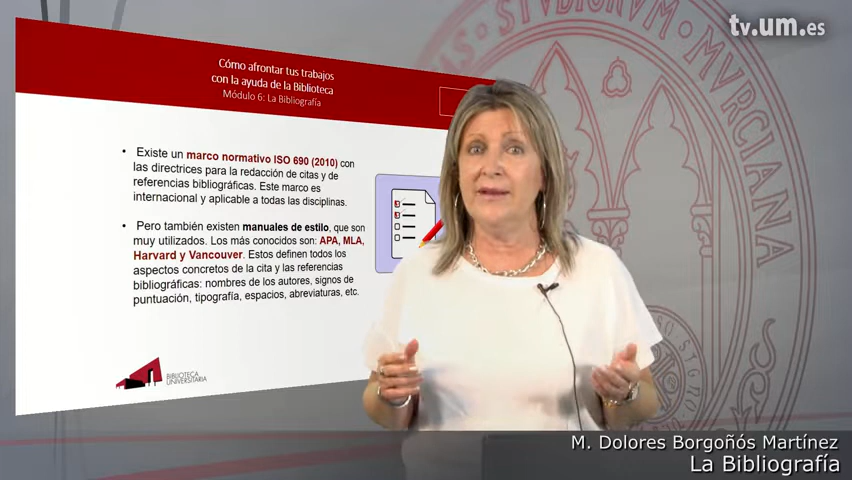 tv.um.es
STVDIORVM
MVRCIANA
Cómo afrontar tus trabajos
con la ayuda de la Biblioteca
Módulo 6: La Bibliografía
• Existe un marco normativo ISO 690 (2010) con
las directrices para la redacción de citas y de
referencias bibliográficas. Este marco es
internacional y aplicable a todas las disciplinas.
• Pero también existen manuales de estilo, que son
muy utilizados. Los más conocidos son: APA, MLA,
Harvard y Vancouver. Estos definen todos los
aspectos concretos de la cita y las referencias
bibliográficas: nombres de los autores, signos de
puntuación, tipografía, espacios, abreviaturas, etc.
BIBLIOTECA
UNIVERSITARIA
M. Dolores Borgoñós Martínez
La Bibliografía